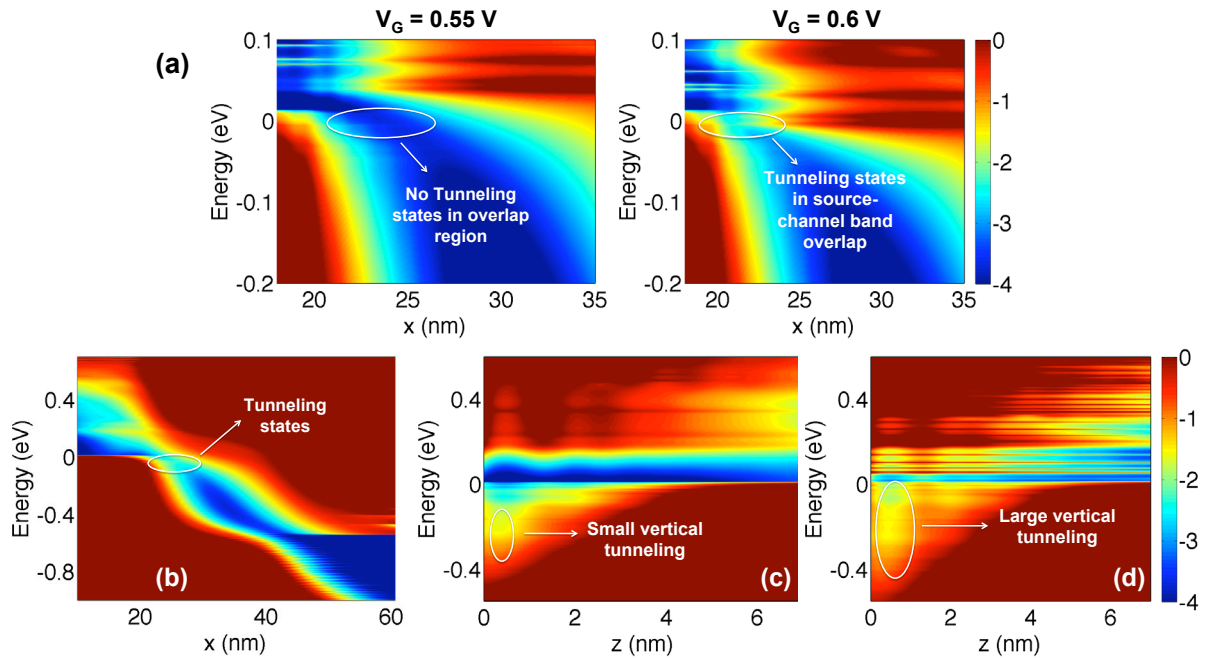 V_G = 0.55 V
V_G = 0.6 V
(a)
0.1
0
-0.1
-0.2
Energy (eV)
No Tunneling
states in overlap
region
20
25
30
35
x (nm)
0.1
0
-0.1
-0.2
Energy (eV)
Tunneling states
in source-
channel band
overlap
20
25
30
35
x (nm)
0
-1
-2
-3
-4
0.4
0
-0.4
-0.8
Energy (eV)
Tunneling
states
(b)
20
40
60
x (nm)
0.4
0
-0.4
Energy (eV)
Small vertical
tunneling
(c)
0
2
4
6
z (nm)
0.4
0
-0.4
Energy (eV)
Large vertical
tunneling
(d)
0
2
4
6
z (nm)
0
-1
-2
-3
-4